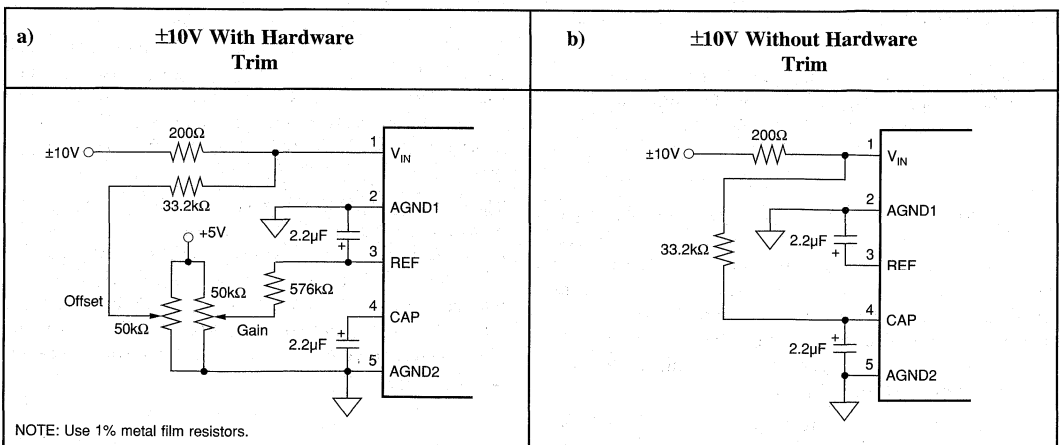 a)
±10V With Hardware
Trim
200Ω
±10V
1
V_IN
33.2kΩ
2
AGND1
+5V
2.2µF
+
3
REF
50kΩ
576kΩ
Offset
50kΩ
Gain
4
CAP
+
2.2µF
5
AGND2
NOTE: Use 1% metal film resistors.
b)
±10V Without Hardware
Trim
200Ω
±10V
1
V_IN
2
AGND1
2.2µF
+
33.2kΩ
3
REF
4
CAP
+
2.2µF
5
AGND2